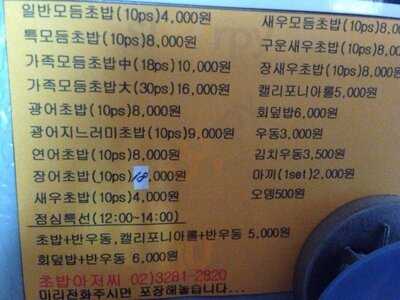 일반모듬초밥(10ps)4,000원
특모듬초밥(10ps)8,000원
가족모듬초밥中(18ps)10,000원
가족모듬초밥大(30ps)16,000원
광어초밥(10ps)8,000원
광어지느러미초밥(10ps)9,000원
연어초밥(10ps)8,000원
장어초밥(10ps)10,000원
새우초밥(10ps)4,000원
정심특선(12:00~14:00)
초밥+반우동,캘리포니아롤+반우동 5,000원
회덮밥+반우동 6,000원
초밥아저씨 02)3281-2820
미리전화주시면 포장해놓습니다...
새우모듬초밥(10ps)8,0
구운새우초밥(10ps)8,0
장새우초밥(10ps)8,000
캘리포니아롤5,000원
회덮밥6,000원
우동3,000원
김치우동3,500원
마끼(1set)2,000원
오뎅500원